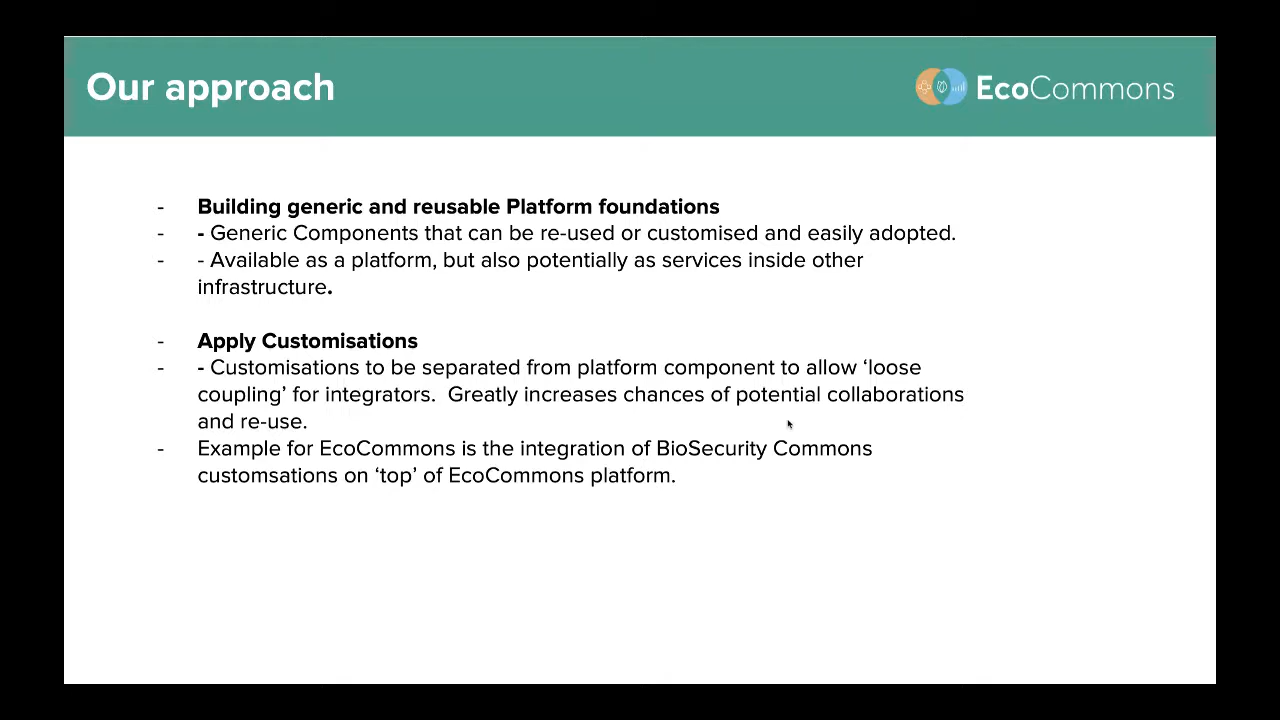 Our approach
EcoCommons
- Building generic and reusable Platform foundations
- - Generic Components that can be re-used or customised and easily adopted.
- - Available as a platform, but also potentially as services inside other
infrastructure.
- Apply Customisations
- - Customisations to be separated from platform component to allow ‘loose
coupling’ for integrators.  Greatly increases chances of potential collaborations
and re-use.
- Example for EcoCommons is the integration of BioSecurity Commons
customsations on ‘top’ of EcoCommons platform.